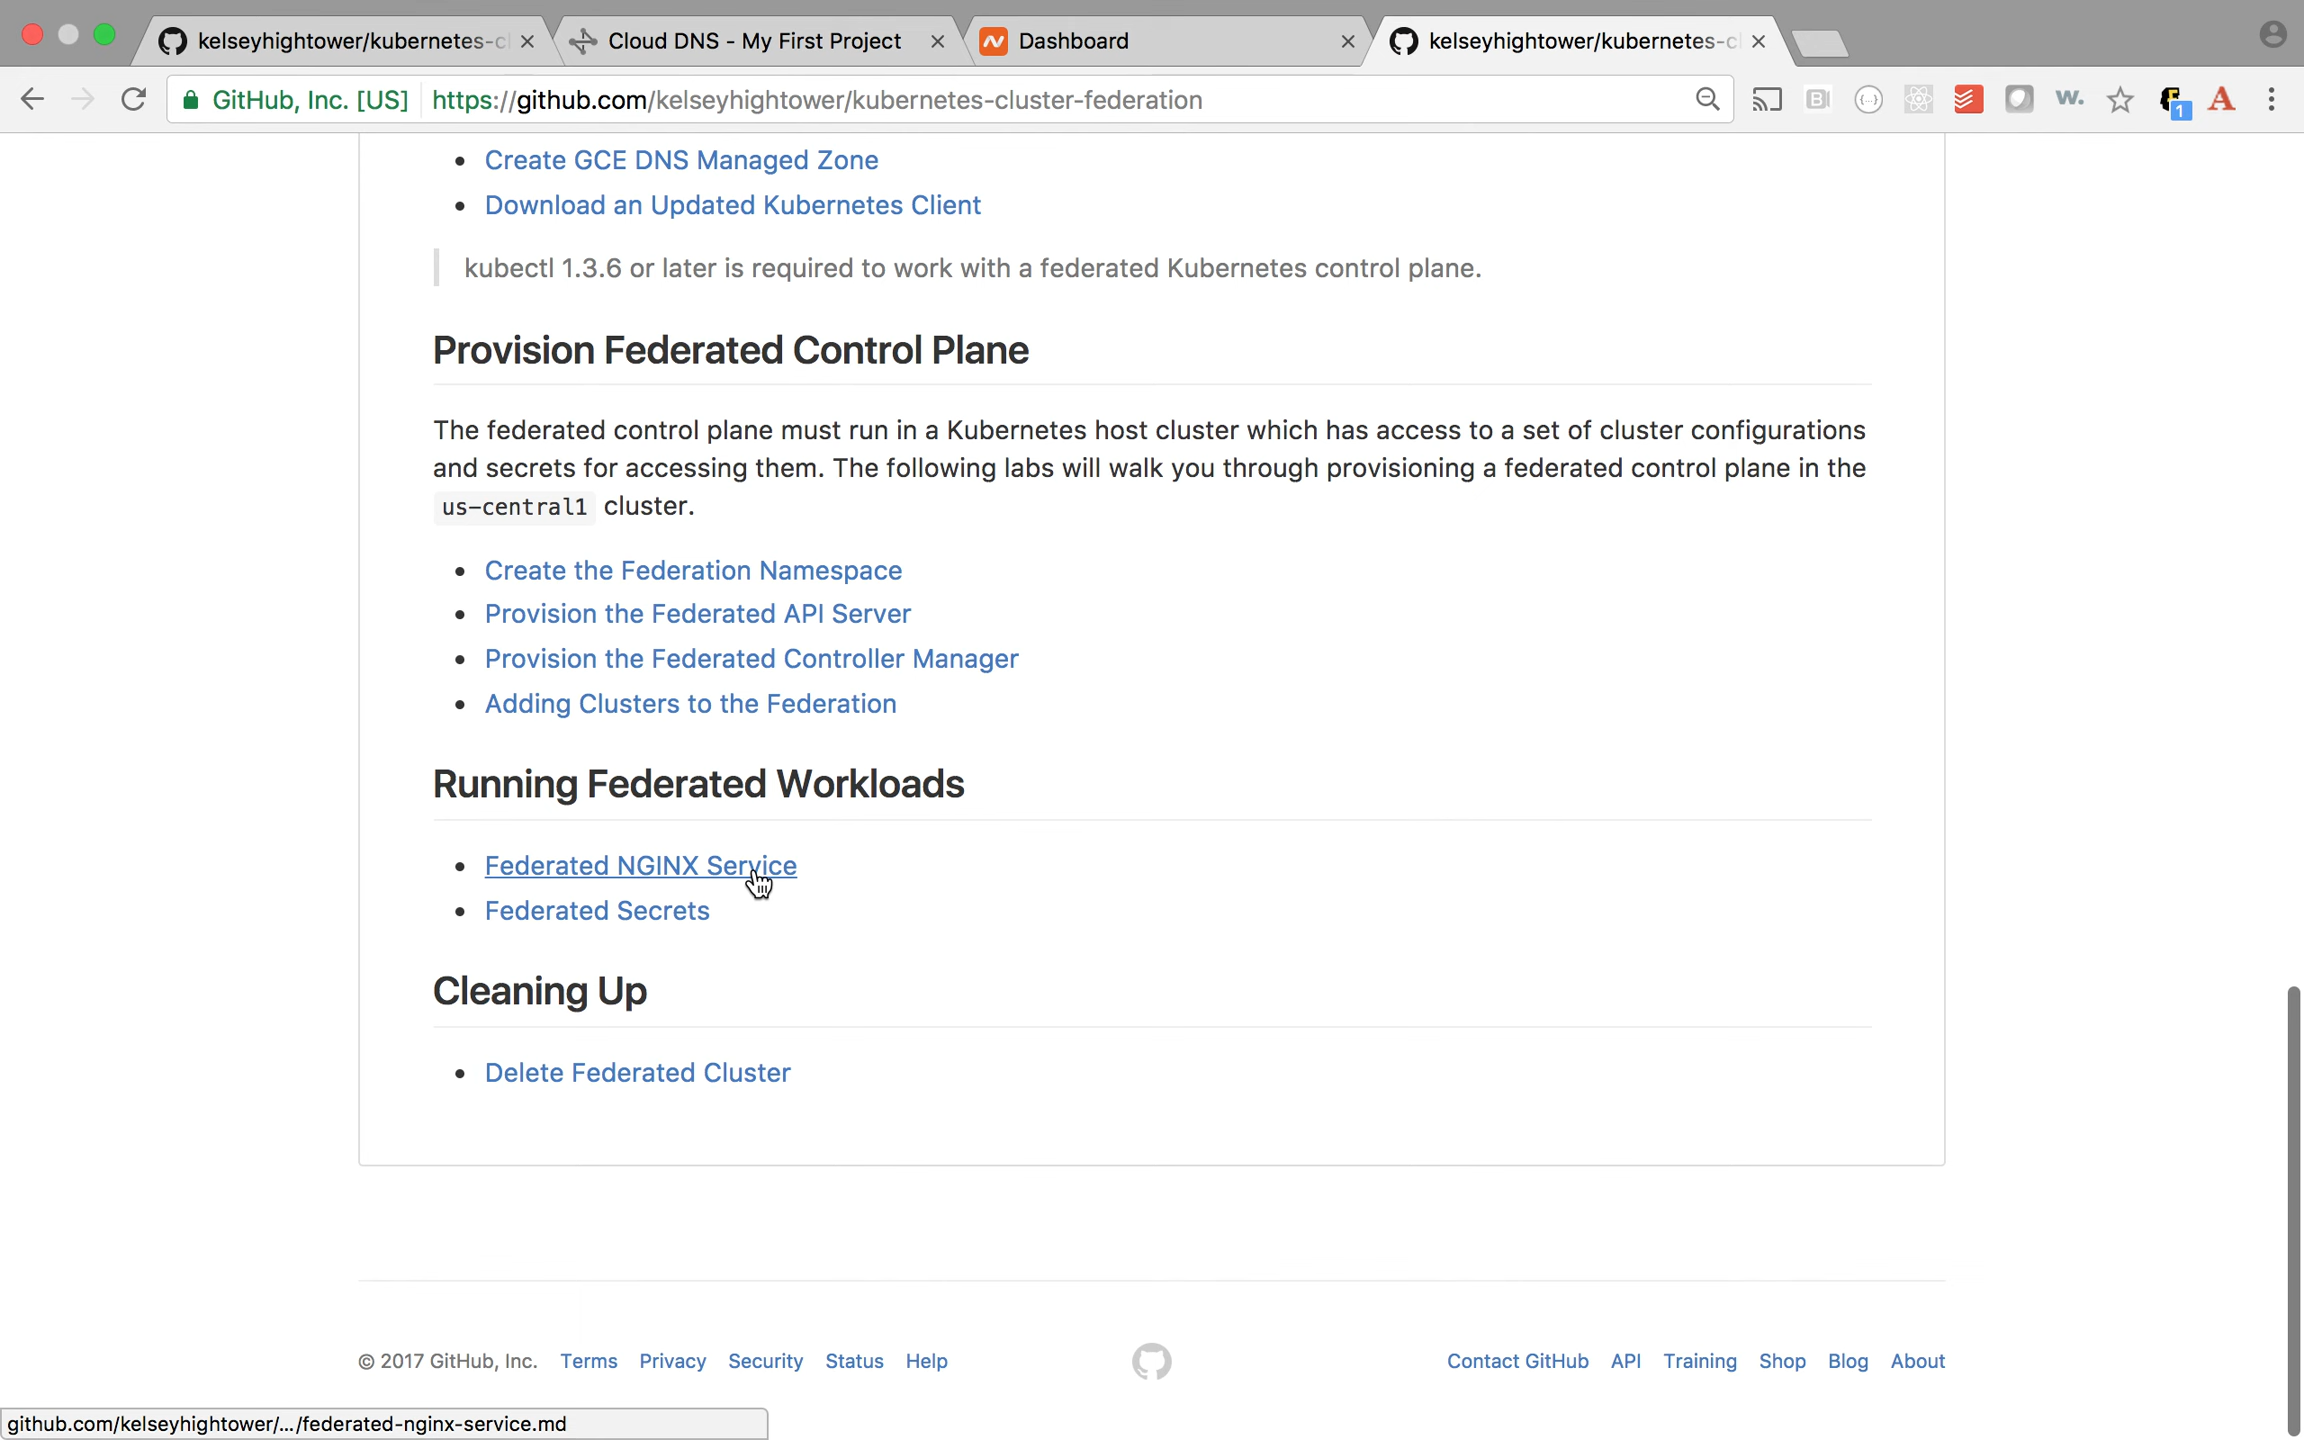 kelseyhightower/kubernetes-cl
Cloud DNS - My First Project
Dashboard
kelseyhightower/kubernetes-cl
GitHub, Inc. [US]
https://github.com/kelseyhightower/kubernetes-cluster-federation
B
{...}
w.
F
1
A
Create GCE DNS Managed Zone
Download an Updated Kubernetes Client
kubectl 1.3.6 or later is required to work with a federated Kubernetes control plane.
Provision Federated Control Plane
The federated control plane must run in a Kubernetes host cluster which has access to a set of cluster configurations
and secrets for accessing them. The following labs will walk you through provisioning a federated control plane in the
us-central1 cluster.
Create the Federation Namespace
Provision the Federated API Server
Provision the Federated Controller Manager
Adding Clusters to the Federation
Running Federated Workloads
Federated NGINX Service
Federated Secrets
Cleaning Up
Delete Federated Cluster
© 2017 GitHub, Inc. Terms Privacy Security Status Help
Contact GitHub API Training Shop Blog About
github.com/kelseyhightower/.../federated-nginx-service.md